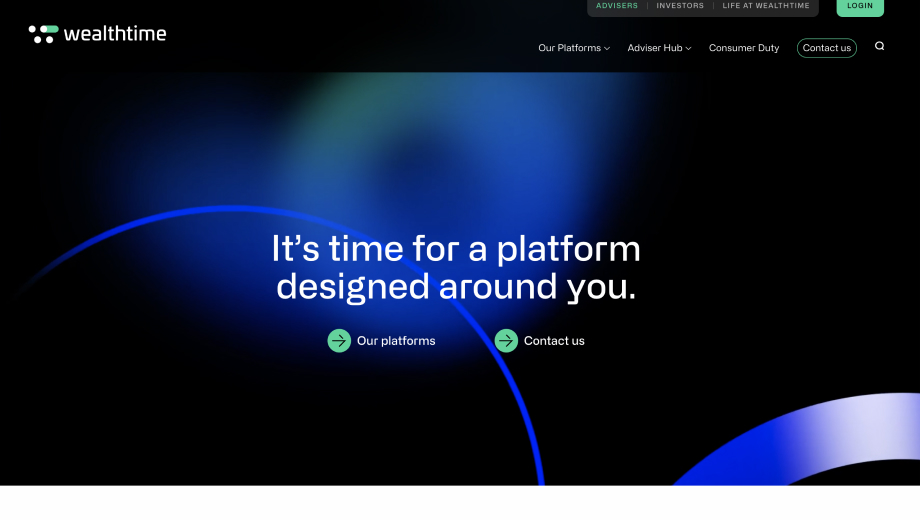 ADVISERS | INVESTORS | LIFE AT WEALTHTIME
LOGIN
wealthtime
Our Platforms
Adviser Hub
Consumer Duty
Contact us
It’s time for a platform
designed around you.
Our platforms
Contact us